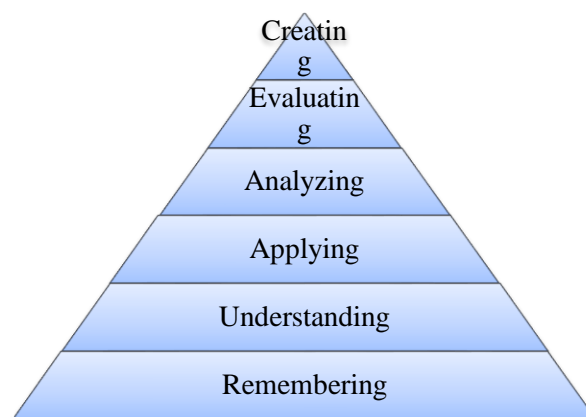 Creatin
g
Evaluatin
g
Analyzing
Applying
Understanding
Remembering